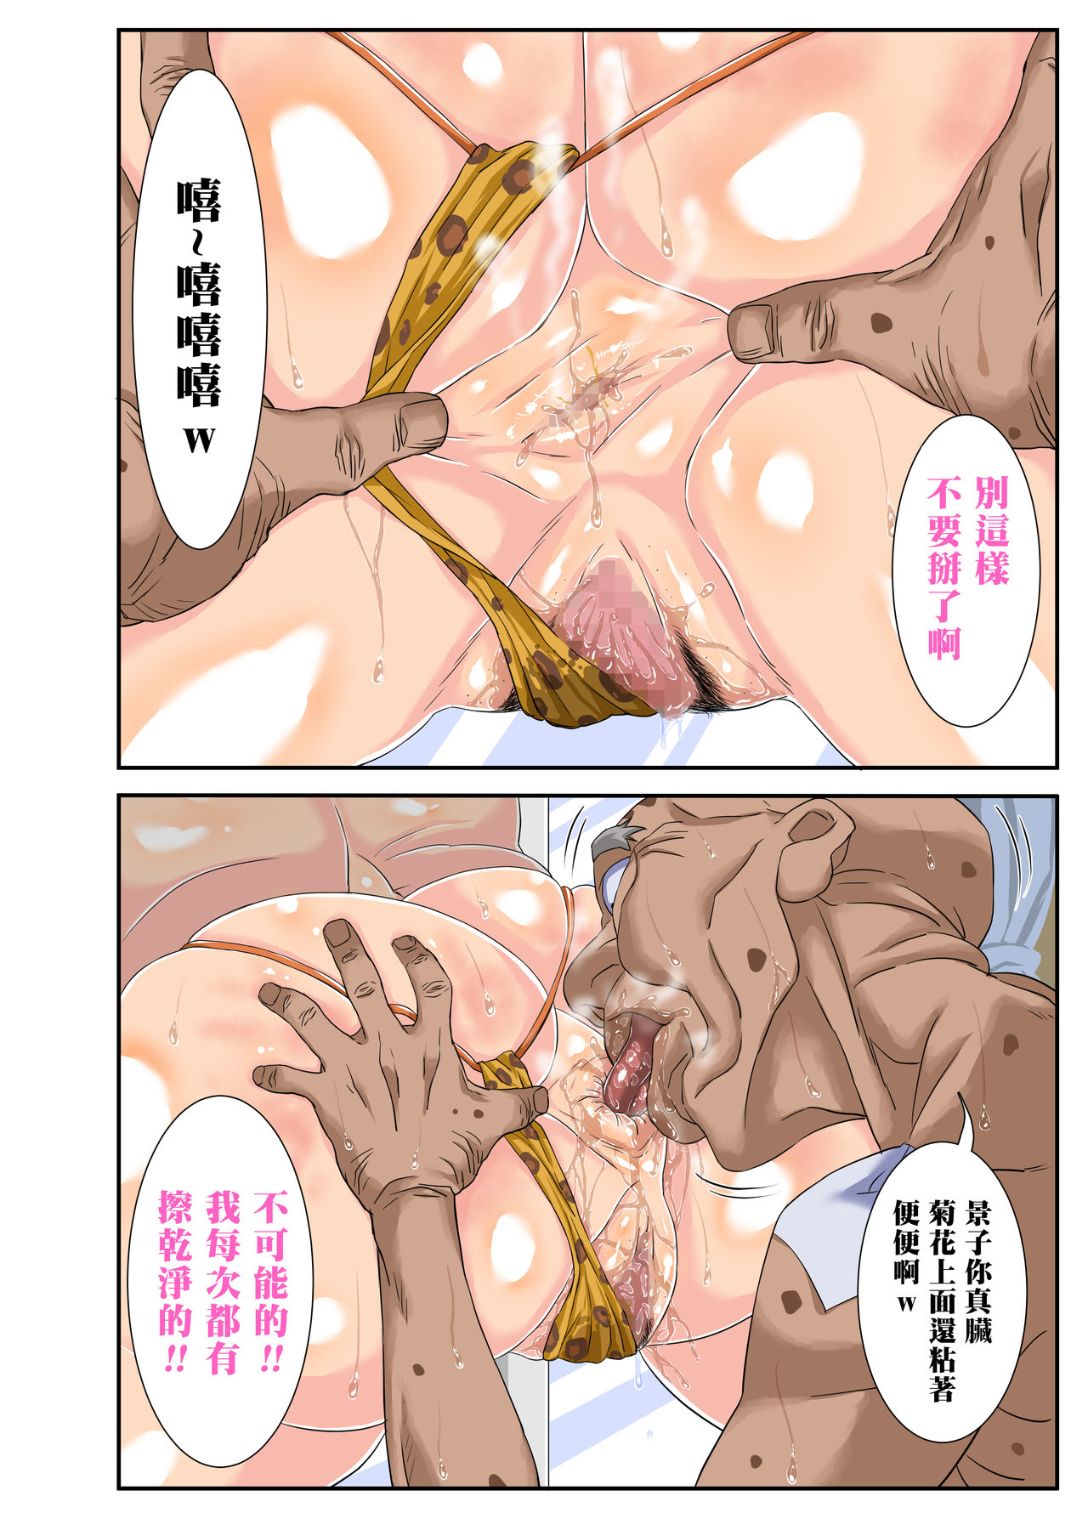 別這樣
不要掰了啊
嘻~嘻嘻嘻w
景子你真臟
菊花上面還粘著
便便啊w
不可能的!!
我每次都有
擦乾淨的!!